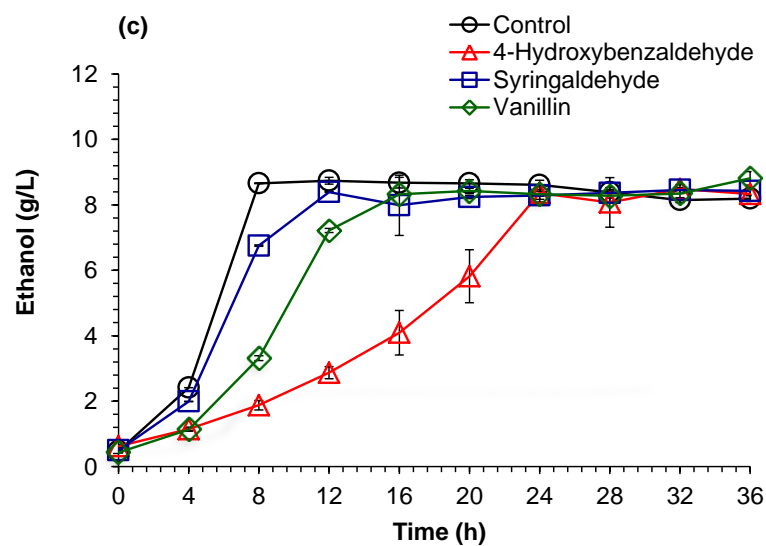 (c)
Control
4-Hydroxybenzaldehyde
Syringaldehyde
Vanillin
12
10
8
6
4
2
0
Ethanol (g/L)
0 4 8 12 16 20 24 28 32 36
Time (h)